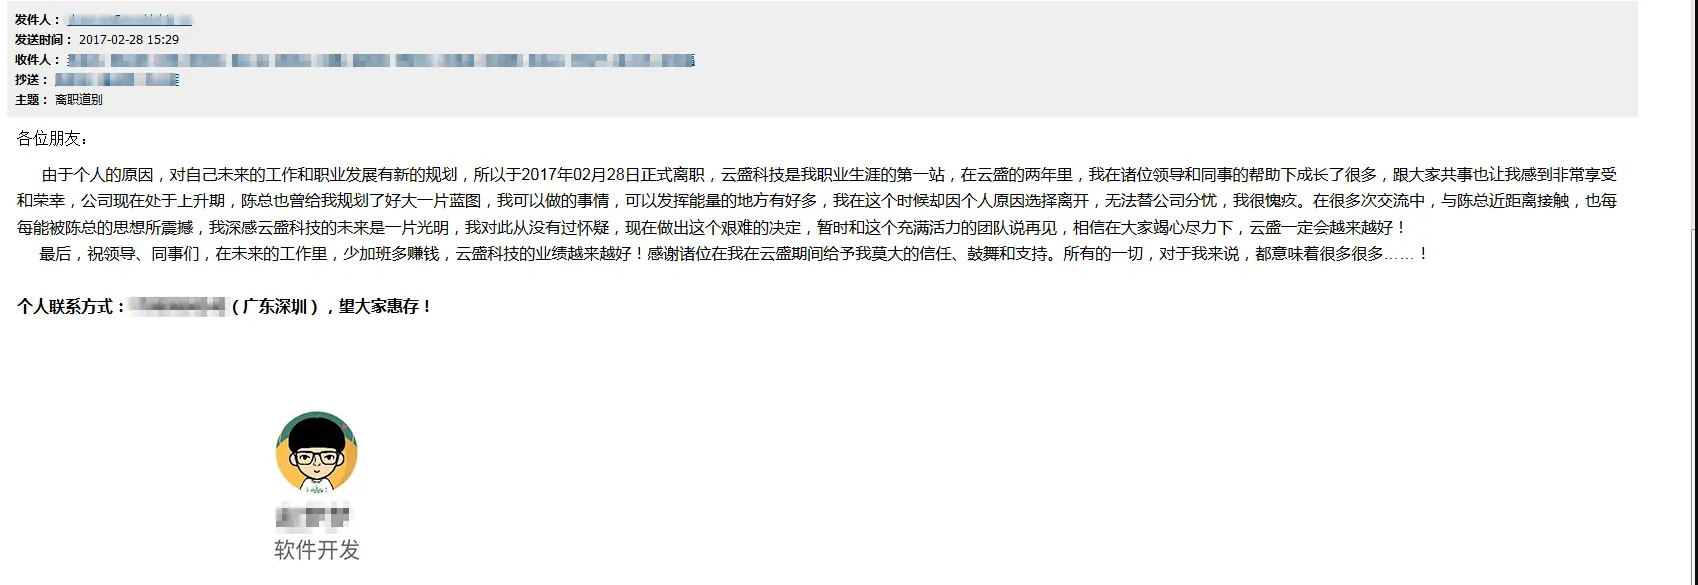 发件人：
发送时间： 2017-02-28 15:29
收件人：
抄送：
主题： 离职道别
各位朋友：
由于个人的原因，对自己未来的工作和职业发展有新的规划，所以于2017年02月28日正式离职，云盛科技是我职业生涯的第一站，在云盛的两年里，我在诸位领导和同事的帮助下成长了很多，跟大家共事也让我感到非常享受
和荣幸，公司现在处于上升期，陈总也曾给我规划了好大一片蓝图，我可以做的事情，可以发挥能量的地方有好多，我在这个时候却因个人原因选择离开，无法替公司分忧，我很愧疚。在很多次交流中，与陈总近距离接触，也每
每能被陈总的思想所震撼，我深感云盛科技的未来是一片光明，我对此从没有过怀疑，现在做出这个艰难的决定，暂时和这个充满活力的团队说再见，相信在大家竭心尽力下，云盛一定会越来越好！
最后，祝领导、同事们，在未来的工作里，少加班多赚钱，云盛科技的业绩越来越好！感谢诸位在我在云盛期间给予我莫大的信任、鼓舞和支持。所有的一切，对于我来说，都意味着很多很多……！
个人联系方式：（广东深圳），望大家惠存！
软件开发